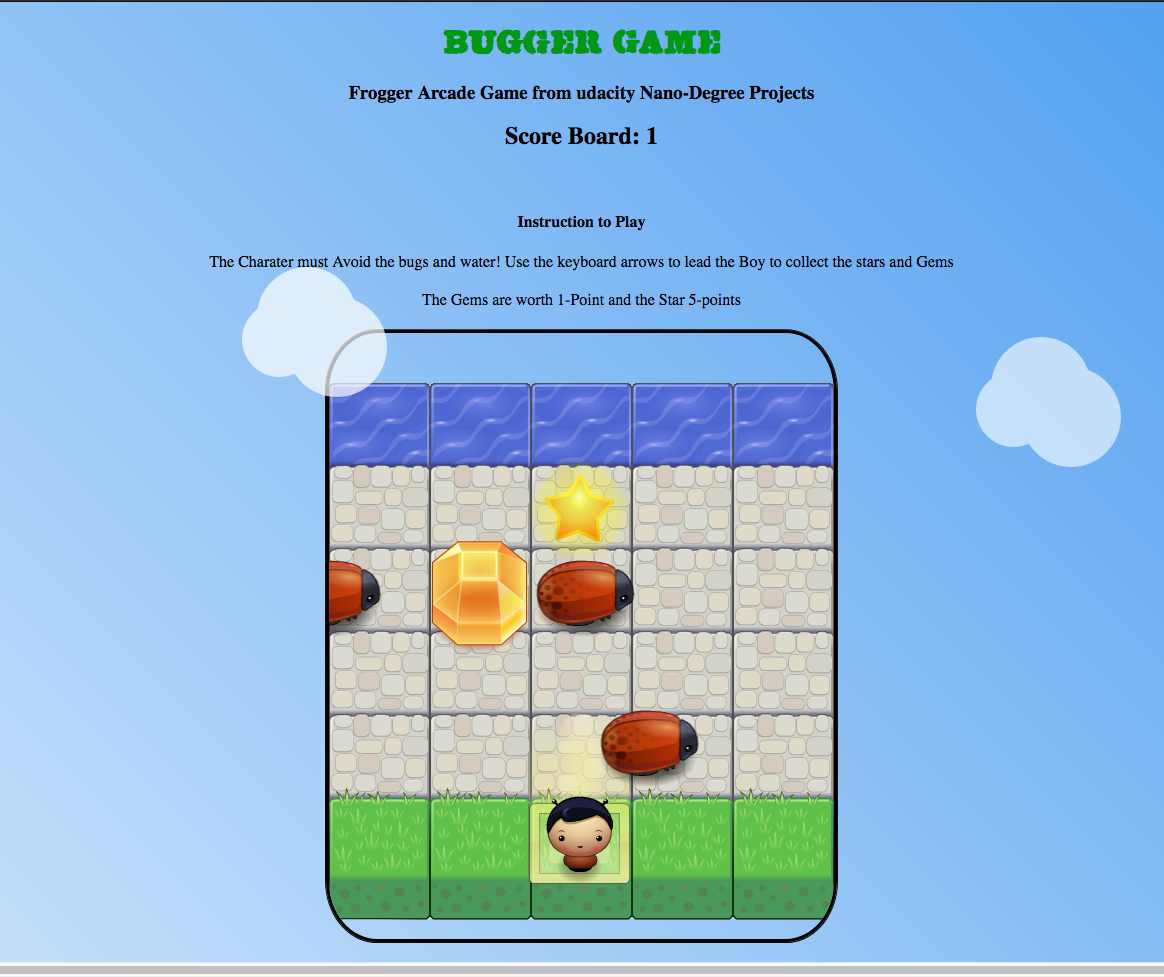 BUGGER GAME
Frogger Arcade Game from udacity Nano-Degree Projects
Score Board: 1
Instruction to Play
The Charater must Avoid the bugs and water! Use the keyboard arrows to lead the Boy to collect the stars and Gems
The Gems are worth 1-Point and the Star 5-points